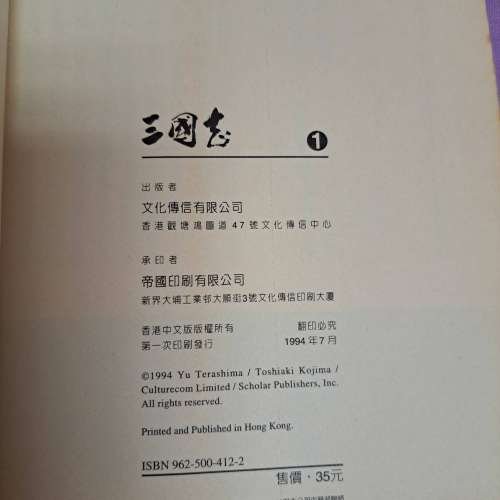 三國志 1
出版者
文化傳信有限公司
香港觀塘鴻圖道47號文化傳信中心
承印者
帝國印刷有限公司
新界大埔工業邨大順街3號文化傳信印刷大廈
香港中文版版權所有 翻印必究
第一次印刷發行 1994年7月
©1994 Yu Terashima / Toshiaki Kojima /
Culturecom Limited / Scholar Publishers, Inc.
All rights reserved.
Printed and Published in Hong Kong.
ISBN 962-500-412-2
售價·35元